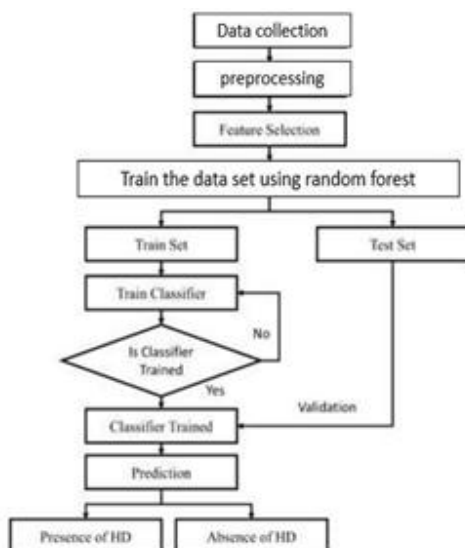 Data collection
preprocessing
Feature Selection
Train the data set using random forest
Train Set
Test Set
Train Classifier
No
Is Classifier
Trained
Yes
Validation
Classifier Trained
Prediction
Presence of HD
Absence of HD